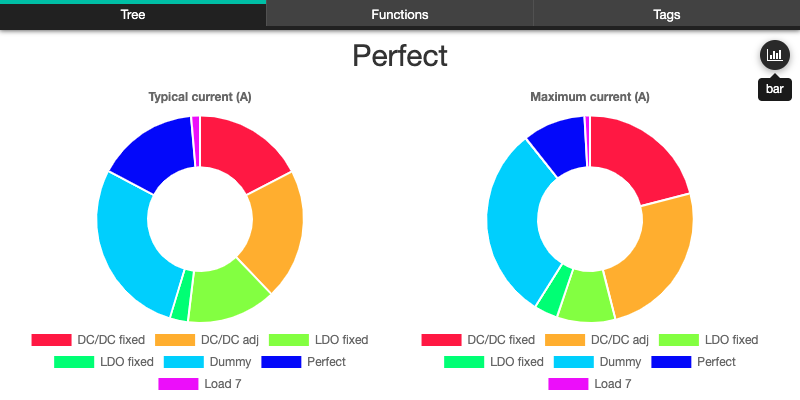 Tree Functions Tags
Perfect
bar
Typical current (A) Maximum current (A)
DC/DC fixed DC/DC adj LDO fixed DC/DC fixed DC/DC adj LDO fixed
LDO fixed Dummy Perfect LDO fixed Dummy Perfect
Load 7 Load 7